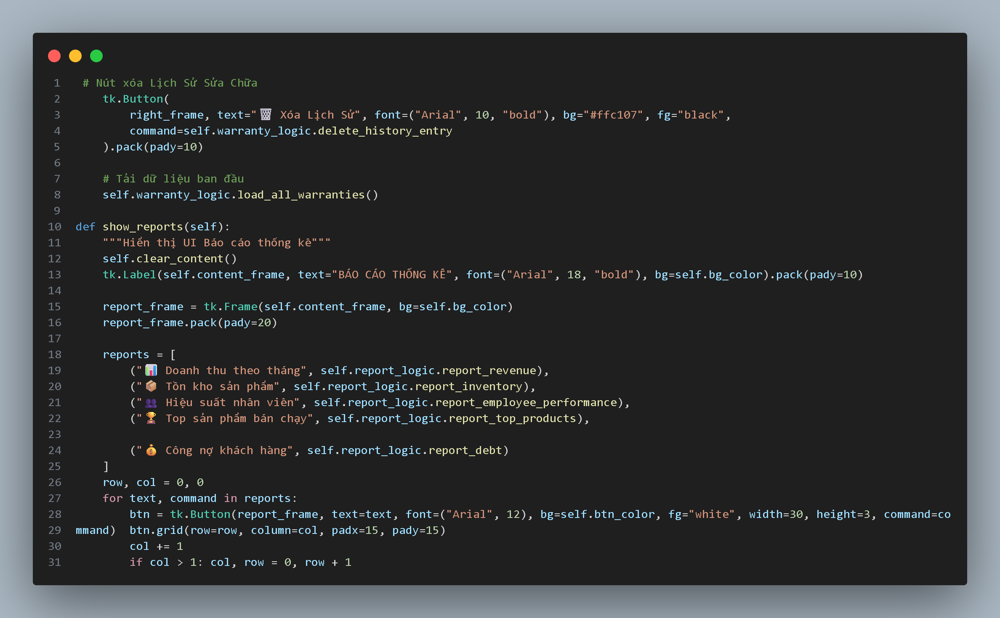 1 # Nút xóa Lịch Sử Sửa Chữa
2     tk.Button(
3         right_frame, text="🗑️ Xóa Lịch Sử", font=("Arial", 10, "bold"), bg="#ffc107", fg="black",
4         command=self.warranty_logic.delete_history_entry
5     ).pack(pady=10)
6
7     # Tải dữ liệu ban đầu
8     self.warranty_logic.load_all_warranties()
9
10 def show_reports(self):
11     """Hiển thị UI Báo cáo thống kê"""
12     self.clear_content()
13     tk.Label(self.content_frame, text="BÁO CÁO THỐNG KÊ", font=("Arial", 18, "bold"), bg=self.bg_color).pack(pady=10)
14
15     report_frame = tk.Frame(self.content_frame, bg=self.bg_color)
16     report_frame.pack(pady=20)
17
18     reports = [
19         ("📊 Doanh thu theo tháng", self.report_logic.report_revenue),
20         ("📦 Tồn kho sản phẩm", self.report_logic.report_inventory),
21         ("👥 Hiệu suất nhân viên", self.report_logic.report_employee_performance),
22         ("🏆 Top sản phẩm bán chạy", self.report_logic.report_top_products),
23
24         ("💰 Công nợ khách hàng", self.report_logic.report_debt)
25     ]
26     row, col = 0, 0
27     for text, command in reports:
28         btn = tk.Button(report_frame, text=text, font=("Arial", 12), bg=self.btn_color, fg="white", width=30, height=3, command=co
29 mmand)  btn.grid(row=row, column=col, padx=15, pady=15)
30         col += 1
31         if col > 1: col, row = 0, row + 1